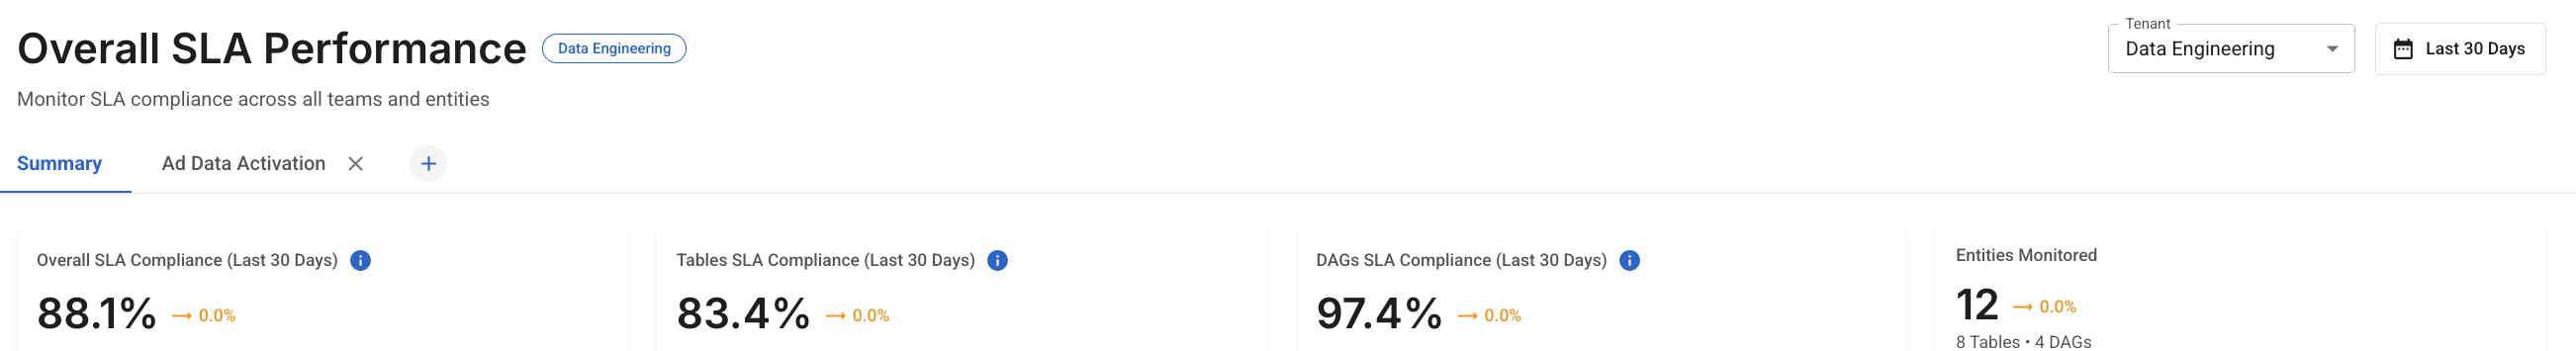 Overall SLA Performance Data Engineering
Tenant
Data Engineering
Last 30 Days
Monitor SLA compliance across all teams and entities
Summary Ad Data Activation × +
Overall SLA Compliance (Last 30 Days) i
88.1% → 0.0%
Tables SLA Compliance (Last 30 Days) i
83.4% → 0.0%
DAGs SLA Compliance (Last 30 Days) i
97.4% → 0.0%
Entities Monitored
12 → 0.0%
8 Tables • 4 DAGs